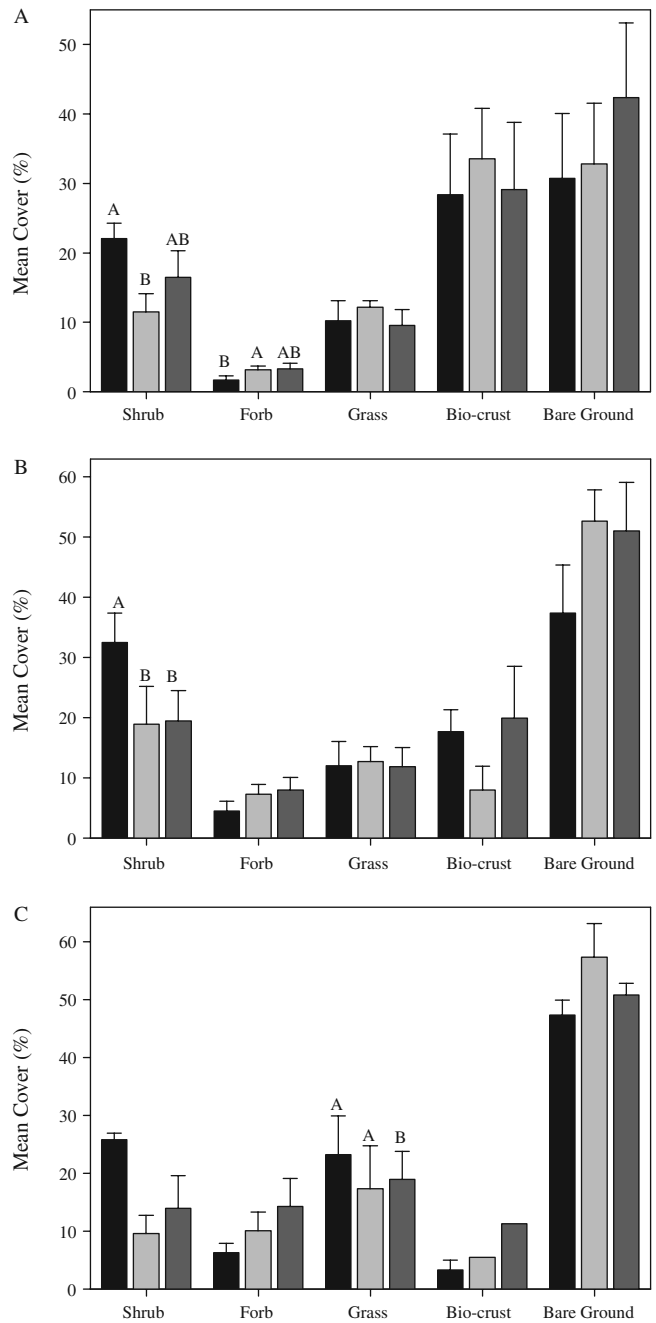 A
Mean Cover (%)
50
40
30
20
10
0
A
B
AB
B
A
AB
Shrub
Forb
Grass
Bio-crust
Bare Ground
B
Mean Cover (%)
60
50
40
30
20
10
0
A
B
B
Shrub
Forb
Grass
Bio-crust
Bare Ground
C
Mean Cover (%)
60
50
40
30
20
10
0
A
A
B
Shrub
Forb
Grass
Bio-crust
Bare Ground